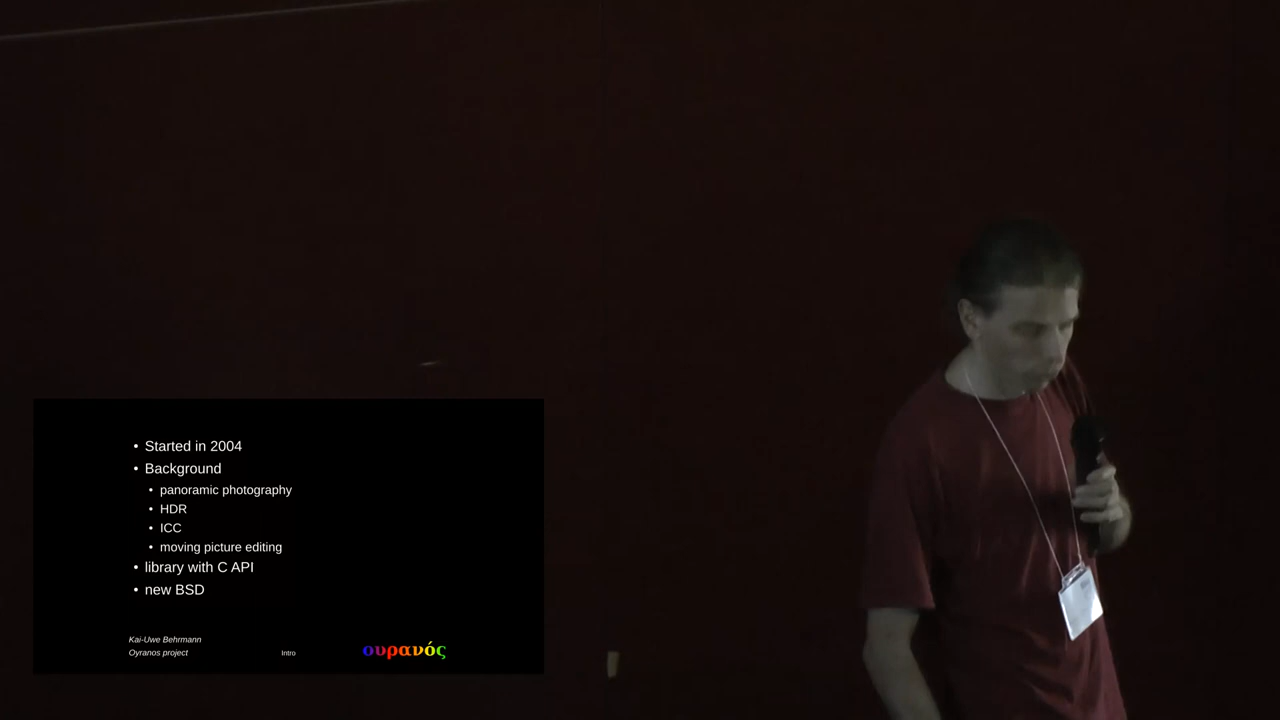 Started in 2004
Background
panoramic photography
HDR
ICC
moving picture editing
library with C API
new BSD
Kai-Uwe Behrmann
Oyranos project
Intro
ουρανός